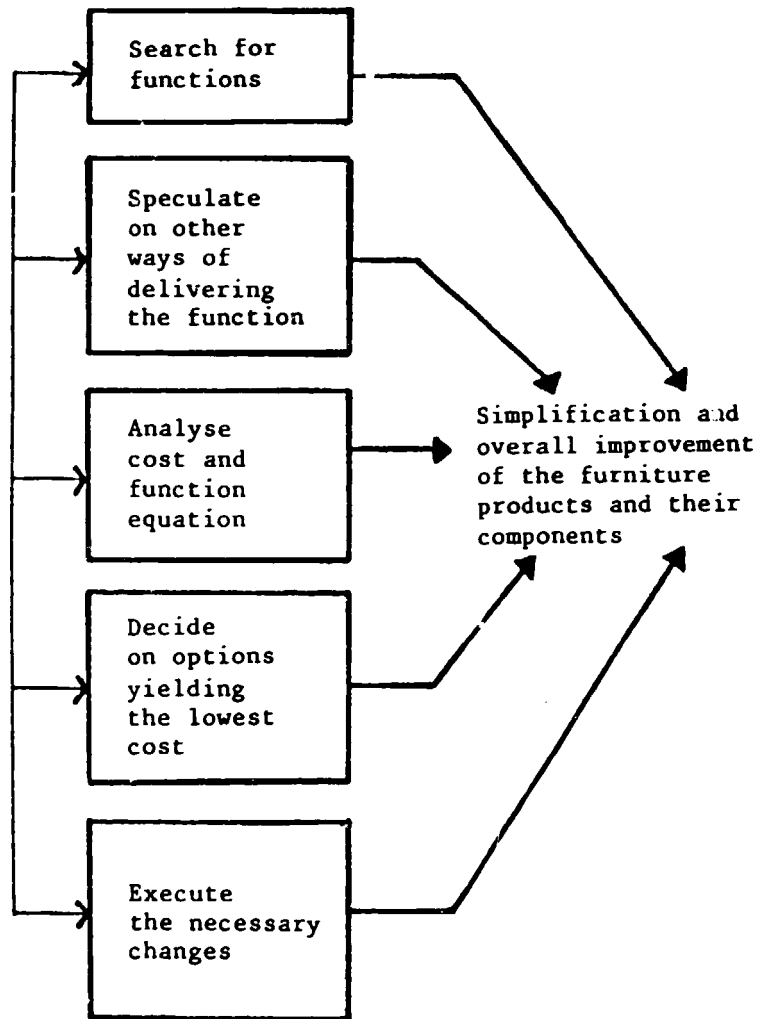 Search for
functions
Speculate
on other
ways of
delivering
the function
Analyse
cost and
function
equation
Decide
on options
yielding
the lowest
cost
Execute
the necessary
changes
Simplification and
overall improvement
of the furniture
products and their
components